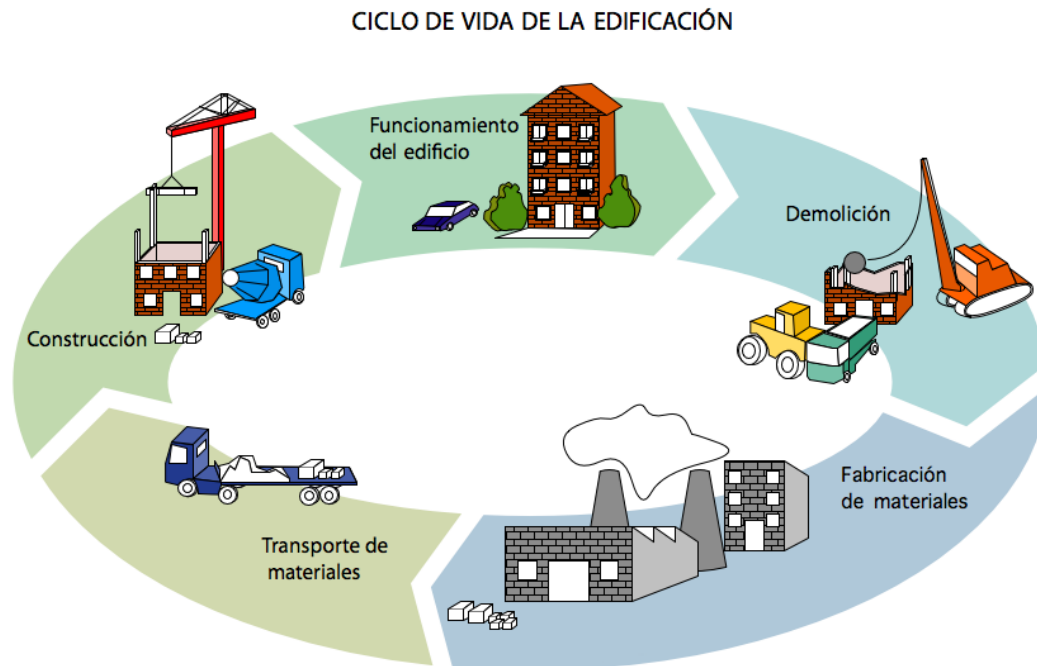 CICLO DE VIDA DE LA EDIFICACIÓN
Funcionamiento
del edificio
Demolición
Construcción
Fabricación
de materiales
Transporte de
materiales